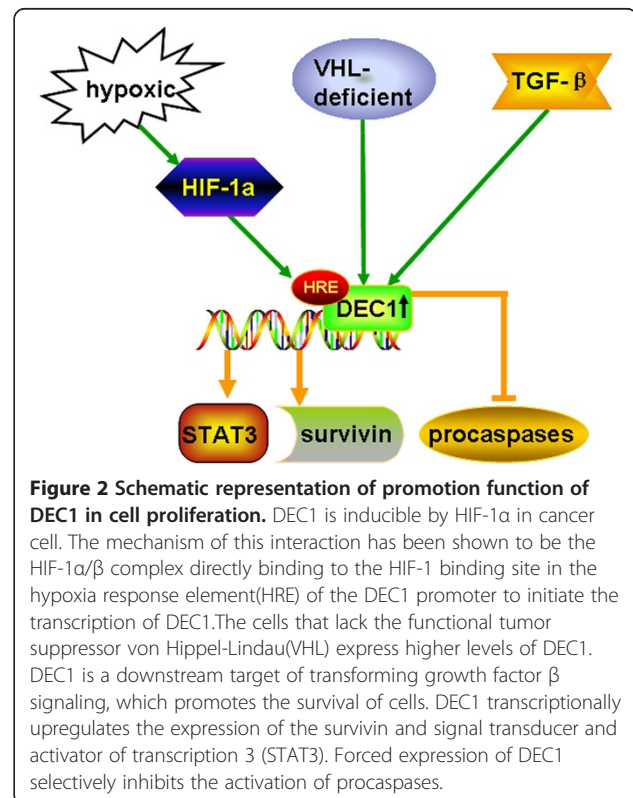 hypoxic
VHL-
deficient
TGF- β
HIF-1a
HRE
DEC1
STAT3
survivin
procaspases
Figure 2 Schematic representation of promotion function of
DEC1 in cell proliferation. DEC1 is inducible by HIF-1α in cancer
cell. The mechanism of this interaction has been shown to be the
HIF-1α/β complex directly binding to the HIF-1 binding site in the
hypoxia response element(HRE) of the DEC1 promoter to initiate the
transcription of DEC1.The cells that lack the functional tumor
suppressor von Hippel-Lindau(VHL) express higher levels of DEC1.
DEC1 is a downstream target of transforming growth factor β
signaling, which promotes the survival of cells. DEC1 transcriptionally
upregulates the expression of the survivin and signal transducer and
activator of transcription 3 (STAT3). Forced expression of DEC1
selectively inhibits the activation of procaspases.